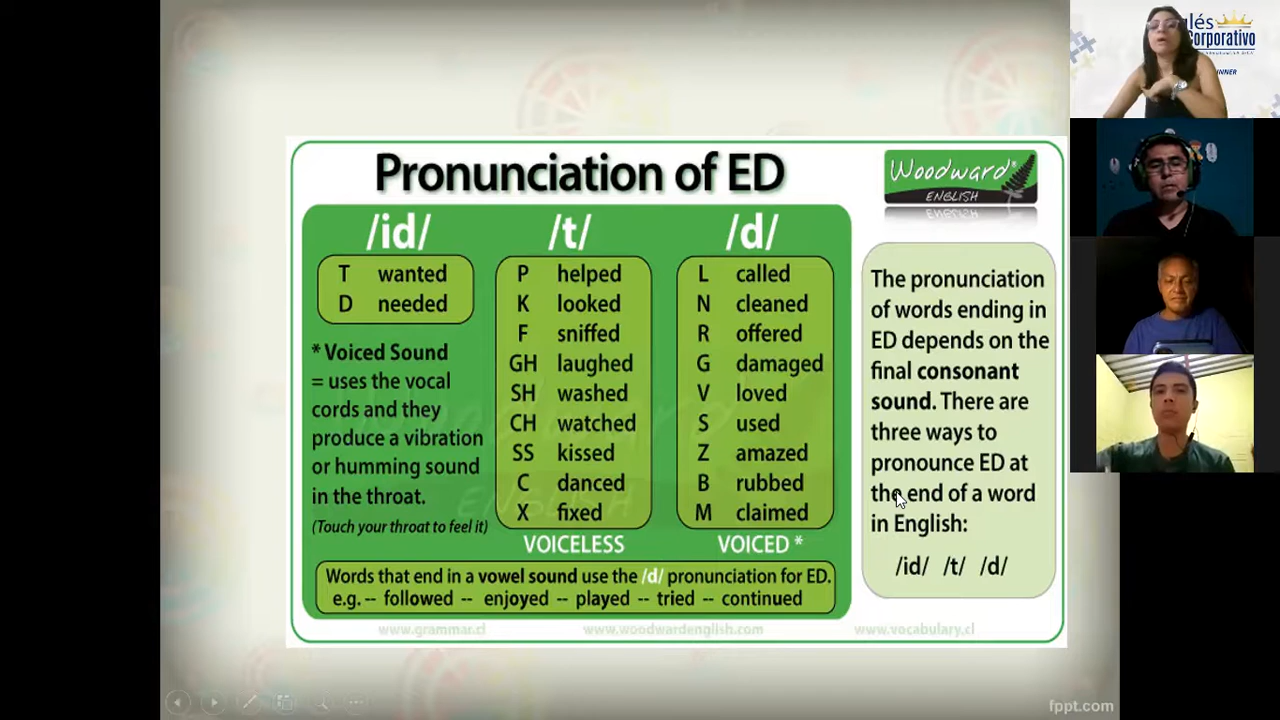 Pronunciation of ED
Woodward®
ENGLISH
/id/
T wanted
D needed
* Voiced Sound
= uses the vocal
cords and they
produce a vibration
or humming sound
in the throat.
(Touch your throat to feel it)
/t/
P helped
K looked
F sniffed
GH laughed
SH washed
CH watched
SS kissed
C danced
X fixed
VOICELESS
/d/
L called
N cleaned
R offered
G damaged
V loved
S used
Z amazed
B rubbed
M claimed
VOICED *
Words that end in a vowel sound use the /d/ pronunciation for ED.
e.g. -- followed -- enjoyed -- played -- tried -- continued
The pronunciation
of words ending in
ED depends on the
final consonant
sound. There are
three ways to
pronounce ED at
the end of a word
in English:
/id/ /t/ /d/
www.grammar.cl www.woodwardenglish.com www.vocabulary.cl
fppt.com
glés
Corporativo